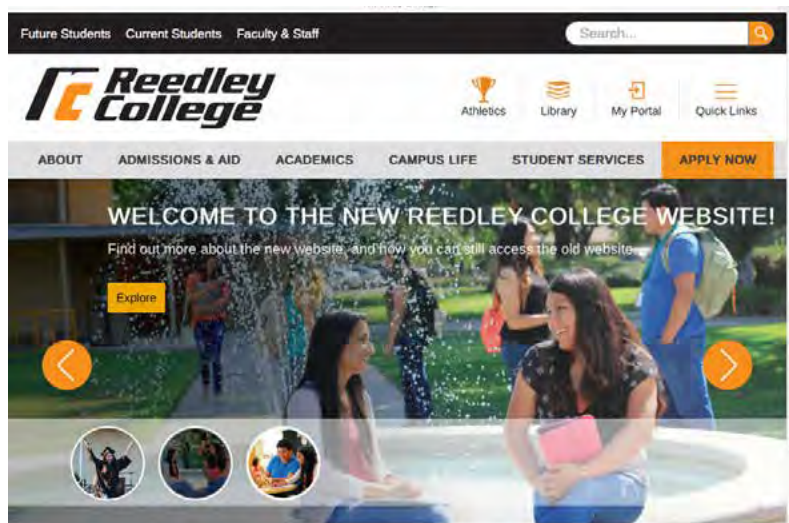 Future Students Current Students Faculty & Staff
Search...
Reedley
College
Athletics Library My Portal Quick Links
ABOUT ADMISSIONS & AID ACADEMICS CAMPUS LIFE STUDENT SERVICES APPLY NOW
WELCOME TO THE NEW REEDLEY COLLEGE WEBSITE!
Find out more about the new website, and how you can still access the old website.
Explore